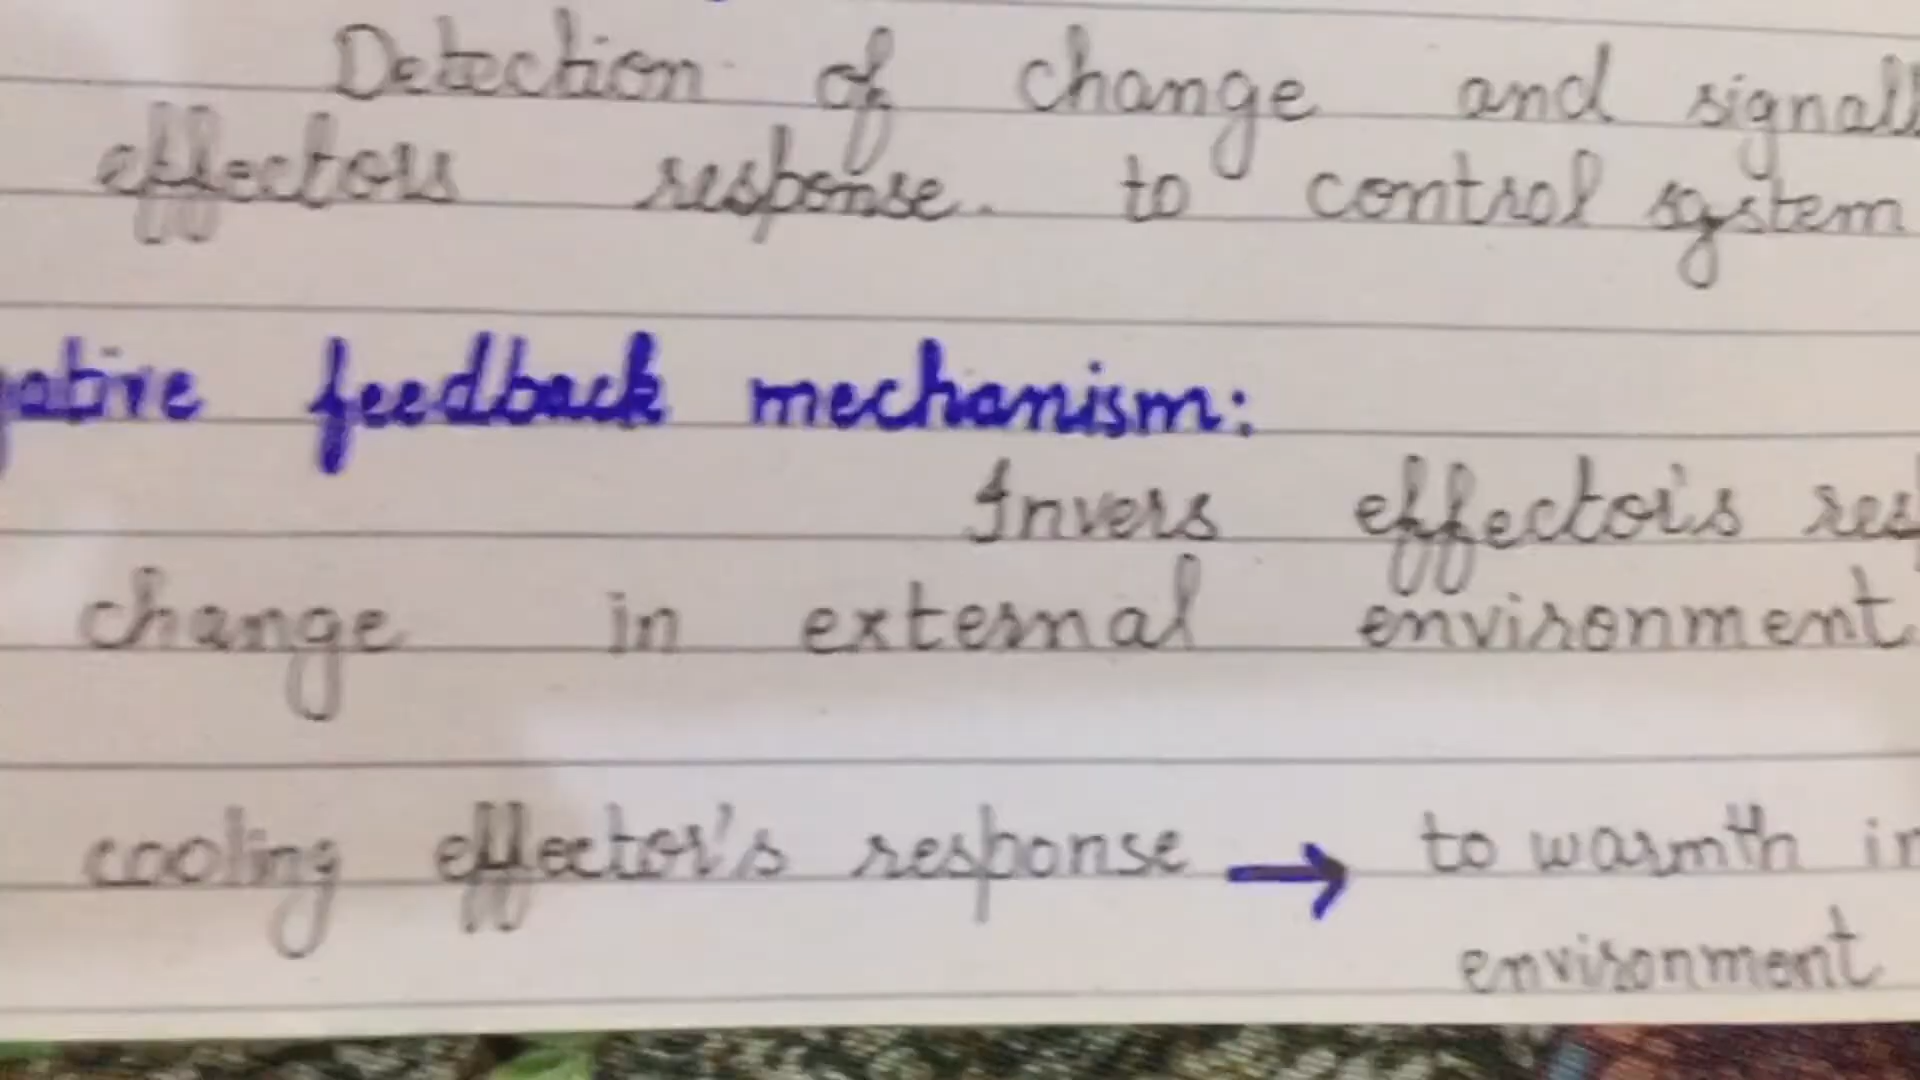 Detection of change and signall
effectors response. to control system
gative feedback mechanism:
Invers effector's res
change in external environment
cooling effector's response → to warmth in
environment